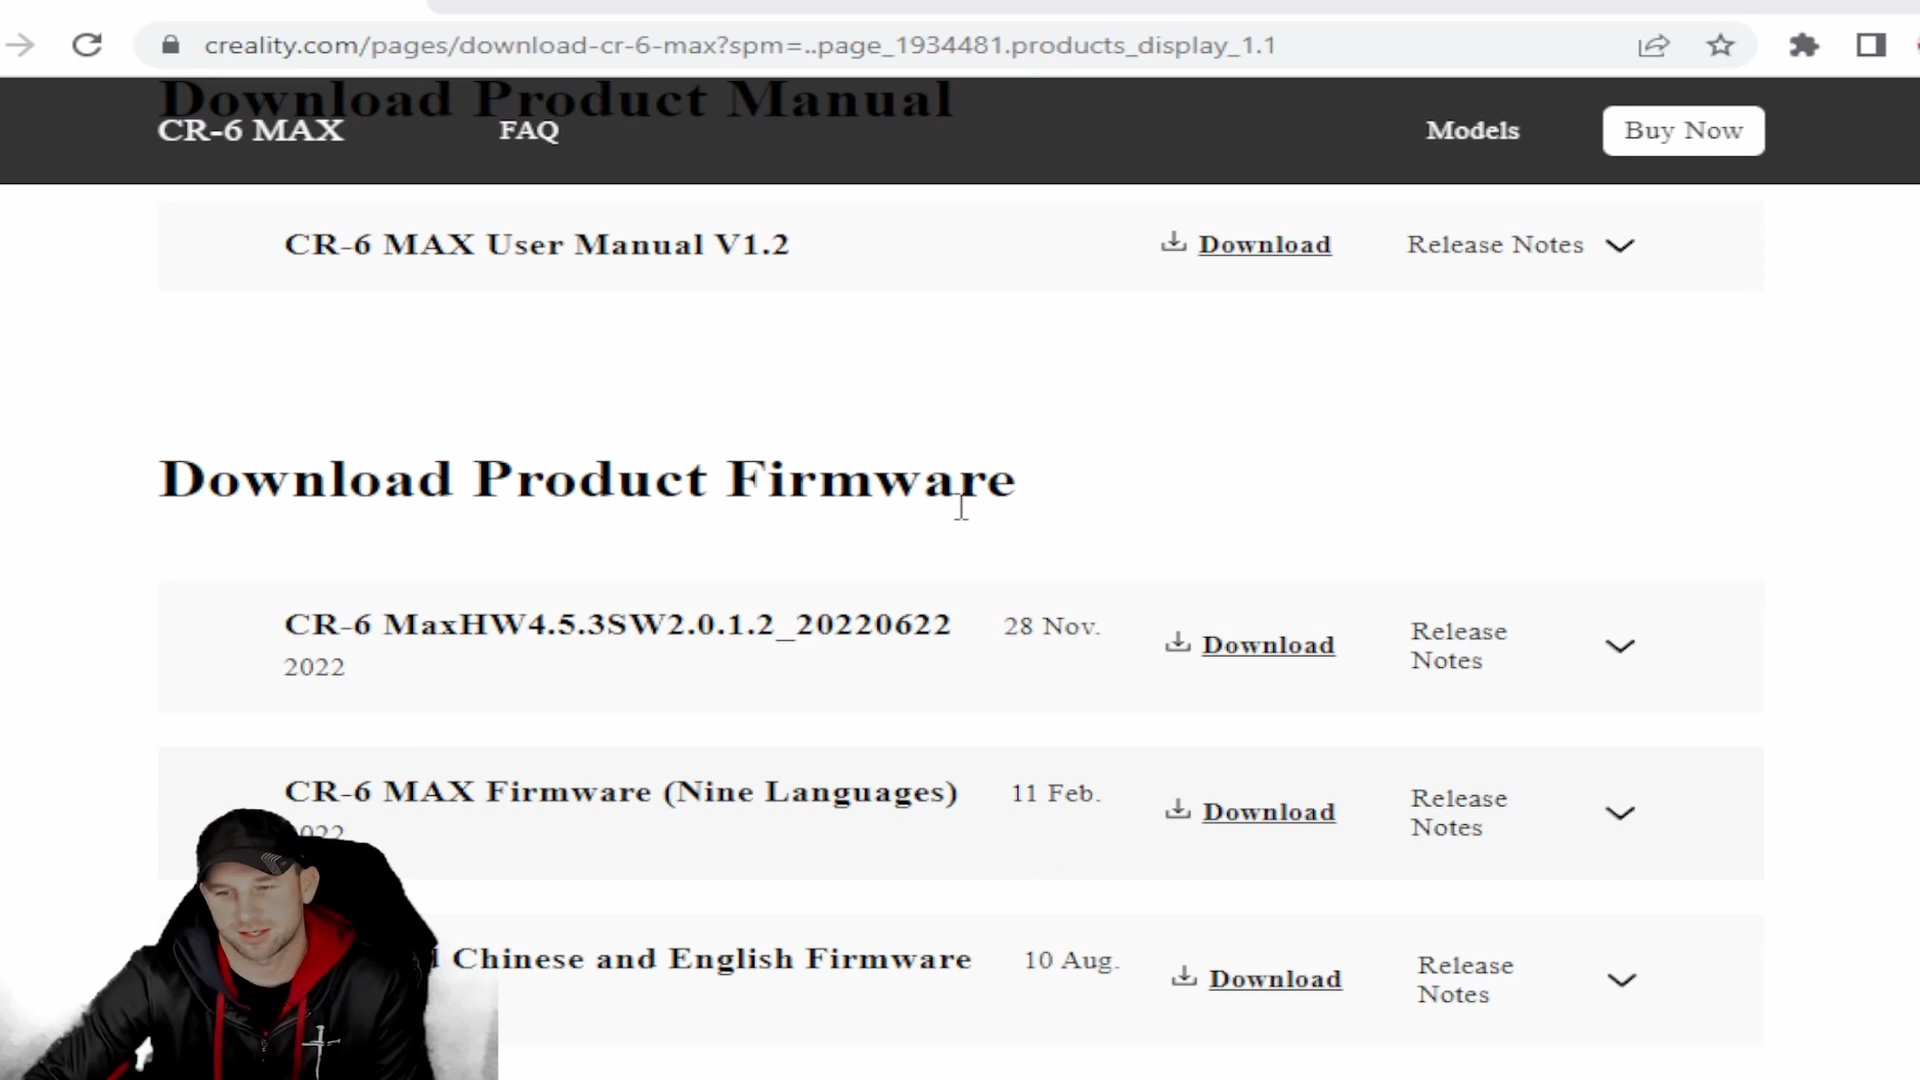 creality.com/pages/download-cr-6-max?spm=..page_1934481.products_display_1.1
Download Product Manual
CR-6 MAX FAQ Models Buy Now
CR-6 MAX User Manual V1.2 Download Release Notes
Download Product Firmware
CR-6 MaxHW4.5.3SW2.0.1.2_20220622 28 Nov. Download Release Notes
2022
CR-6 MAX Firmware (Nine Languages) 11 Feb. Download Release Notes
Chinese and English Firmware 10 Aug. Download Release Notes